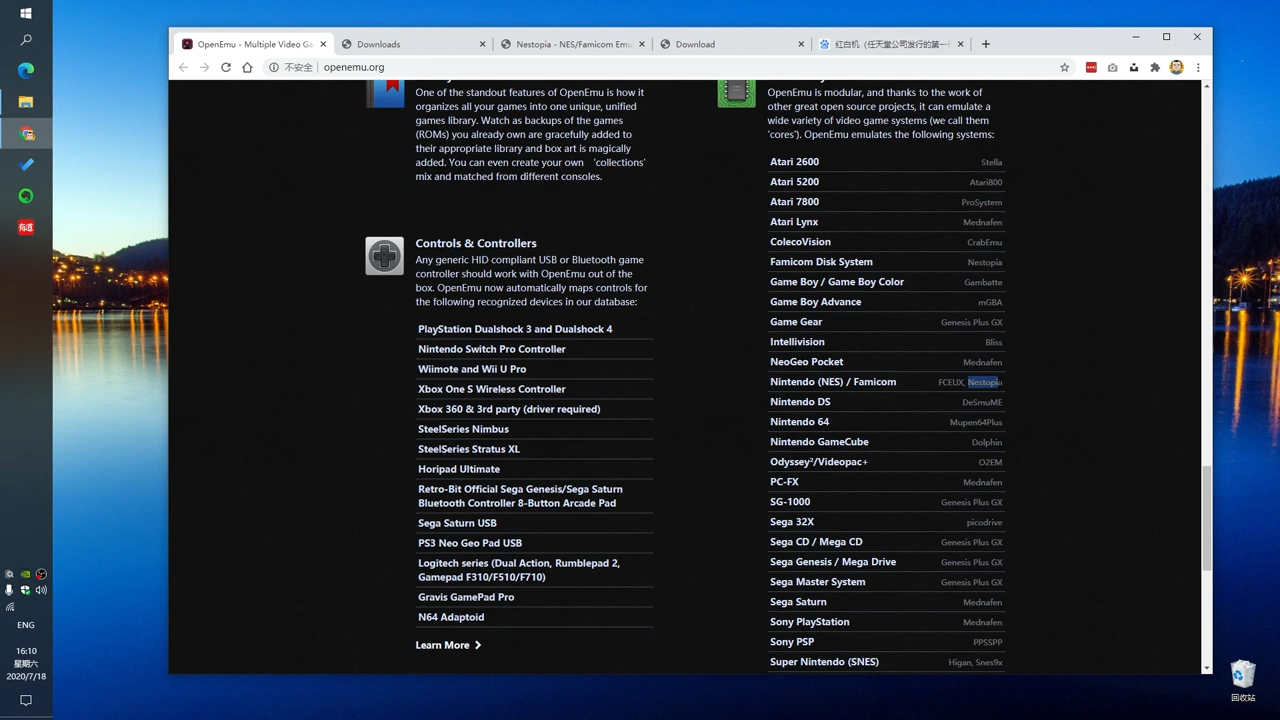 OpenEmu - Multiple Video Ga
Downloads
Nestopia - NES/Famicom Emu
Download
红白机（任天堂公司发行的第一
不安全
openemu.org
One of the standout features of OpenEmu is how it
organizes all your games into one unique, unified
games library. Watch as backups of the games
(ROMs) you already own are gracefully added to
their appropriate library and box art is magically
added. You can even create your own 'collections'
mix and matched from different consoles.
Controls & Controllers
Any generic HID compliant USB or Bluetooth game
controller should work with OpenEmu out of the
box. OpenEmu now automatically maps controls for
the following recognized devices in our database:
PlayStation Dualshock 3 and Dualshock 4
Nintendo Switch Pro Controller
Wiimote and Wii U Pro
Xbox One S Wireless Controller
Xbox 360 & 3rd party (driver required)
SteelSeries Nimbus
SteelSeries Stratus XL
Horipad Ultimate
Retro-Bit Official Sega Genesis/Sega Saturn
Bluetooth Controller 8-Button Arcade Pad
Sega Saturn USB
PS3 Neo Geo Pad USB
Logitech series (Dual Action, Rumblepad 2,
Gamepad F310/F510/F710)
Gravis GamePad Pro
N64 Adaptoid
Learn More
OpenEmu is modular, and thanks to the work of
other great open source projects, it can emulate a
wide variety of video game systems (we call them
'cores'). OpenEmu emulates the following systems:
Atari 2600 Stella
Atari 5200 Atari800
Atari 7800 ProSystem
Atari Lynx Mednafen
ColecoVision CrabEmu
Famicom Disk System Nestopia
Game Boy / Game Boy Color Gambatte
Game Boy Advance mGBA
Game Gear Genesis Plus GX
Intellivision Bliss
NeoGeo Pocket Mednafen
Nintendo (NES) / Famicom FCEUX, Nestopia
Nintendo DS DeSmuME
Nintendo 64 Mupen64Plus
Nintendo GameCube Dolphin
Odyssey²/Videopac+ O2EM
PC-FX Mednafen
SG-1000 Genesis Plus GX
Sega 32X picodrive
Sega CD / Mega CD Genesis Plus GX
Sega Genesis / Mega Drive Genesis Plus GX
Sega Master System Genesis Plus GX
Sega Saturn Mednafen
Sony PlayStation Mednafen
Sony PSP PPSSPP
Super Nintendo (SNES) Higan, Snes9x
有道
ENG
16:10
星期六
2020/7/18
回收站